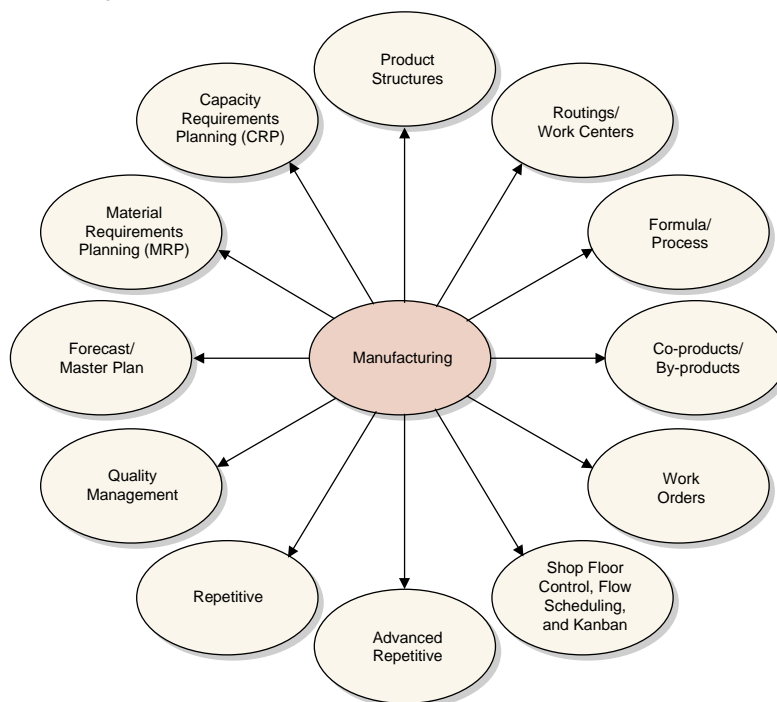 Product
Structures
Routings/
Work Centers
Formula/
Process
Co-products/
By-products
Work
Orders
Shop Floor
Control, Flow
Scheduling,
and Kanban
Advanced
Repetitive
Repetitive
Quality
Management
Forecast/
Master Plan
Material
Requirements
Planning (MRP)
Capacity
Requirements
Planning (CRP)
Manufacturing